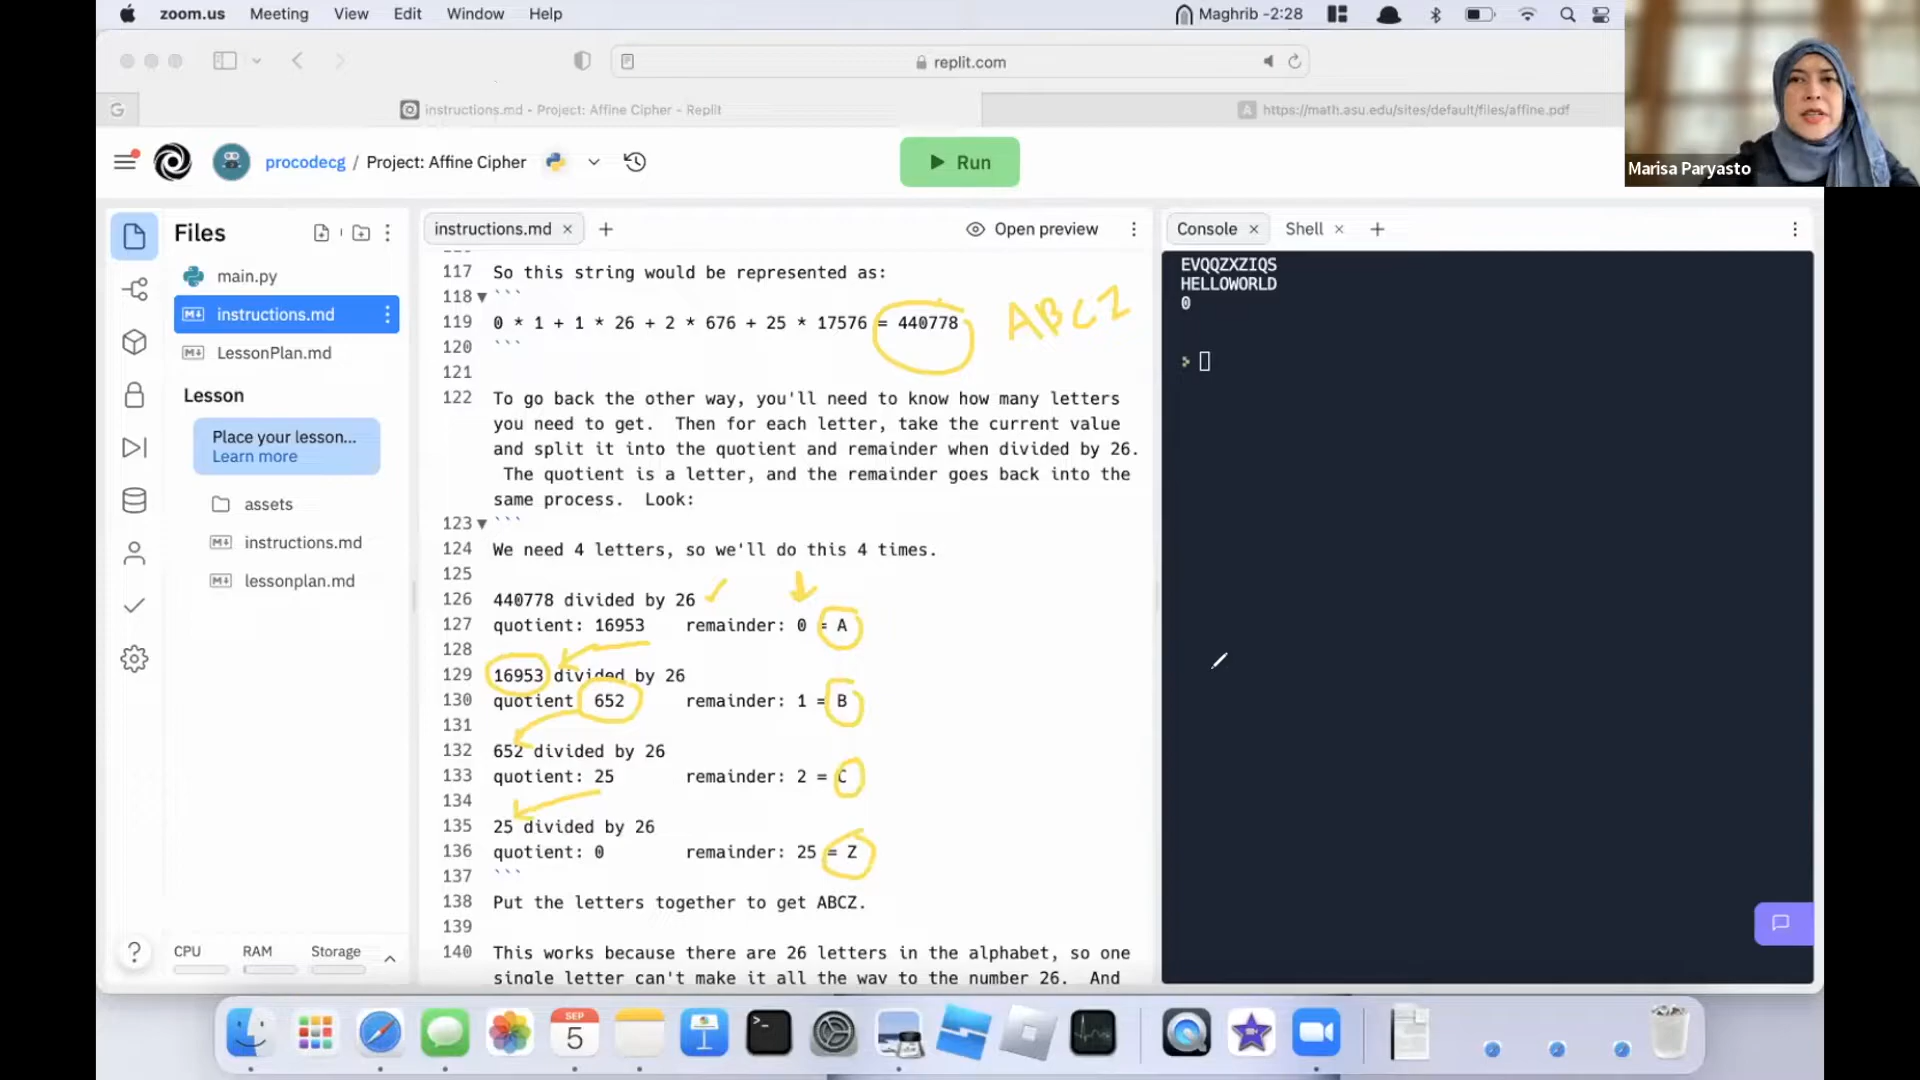 zoom.us Meeting View Edit Window Help Maghrib -2:28
replit.com
instructions.md - Project: Affine Cipher - Replit
https://math.asu.edu/sites/default/files/affine.pdf
Marisa Paryasto
procodecg / Project: Affine Cipher
Run
Files
main.py
instructions.md
LessonPlan.md
Lesson
Place your lesson...
Learn more
assets
instructions.md
lessonplan.md
CPU RAM Storage
instructions.md
Open preview
117 So this string would be represented as:
118 ```
119 0 * 1 + 1 * 26 + 2 * 676 + 25 * 17576 = 440778
ABCZ
120 ```
121
122 To go back the other way, you'll need to know how many letters
you need to get. Then for each letter, take the current value
and split it into the quotient and remainder when divided by 26.
The quotient is a letter, and the remainder goes back into the
same process. Look:
123 ```
124 We need 4 letters, so we'll do this 4 times.
125
126 440778 divided by 26
127 quotient: 16953 remainder: 0 = A
128
129 16953 divided by 26
130 quotient 652 remainder: 1 = B
131
132 652 divided by 26
133 quotient: 25 remainder: 2 = C
134
135 25 divided by 26
136 quotient: 0 remainder: 25 = Z
137 ```
138 Put the letters together to get ABCZ.
139
140 This works because there are 26 letters in the alphabet, so one
single letter can't make it all the way to the number 26. And
Console Shell
EVQQZXZIQS
HELLOWORLD
0
SEP
5